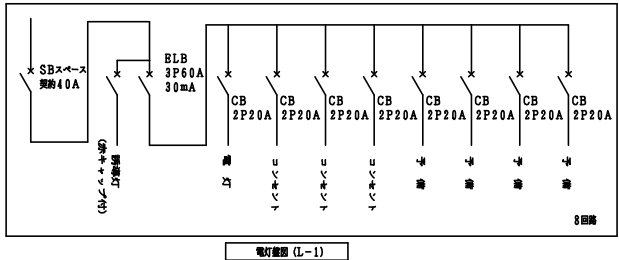 SBスペース
契約40A
ELB
3P60A
30mA
CB
2P20A
CB
2P20A
CB
2P20A
CB
2P20A
CB
2P20A
CB
2P20A
CB
2P20A
CB
2P20A
誘導灯
(赤キャップ付)
電灯
コンセント
コンセント
コンセント
予備
予備
予備
予備
8回路
電灯盤図 (L-1)